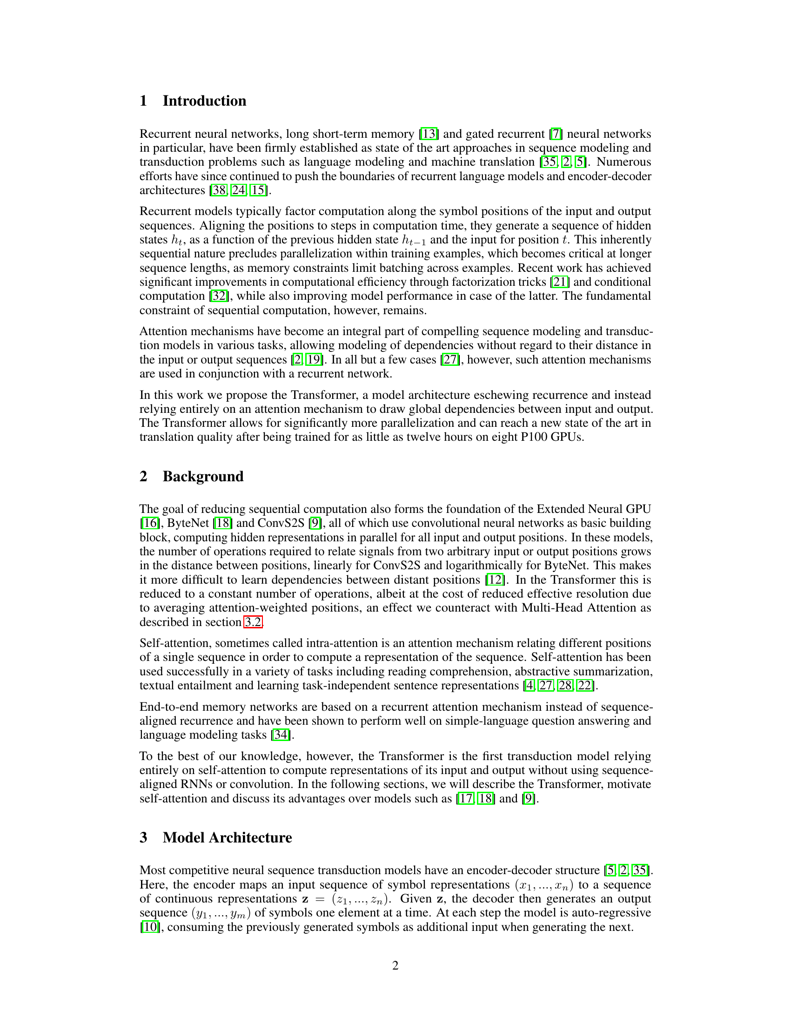 1 Introduction
Recurrent neural networks, long short-term memory [13] and gated recurrent [7] neural networks
in particular, have been firmly established as state of the art approaches in sequence modeling and
transduction problems such as language modeling and machine translation [35, 2, 5]. Numerous
efforts have since continued to push the boundaries of recurrent language models and encoder-decoder
architectures [38, 24, 15].
Recurrent models typically factor computation along the symbol positions of the input and output
sequences. Aligning the positions to steps in computation time, they generate a sequence of hidden
states hₜ, as a function of the previous hidden state hₜ₋₁ and the input for position t. This inherently
sequential nature precludes parallelization within training examples, which becomes critical at longer
sequence lengths, as memory constraints limit batching across examples. Recent work has achieved
significant improvements in computational efficiency through factorization tricks [21] and conditional
computation [32], while also improving model performance in case of the latter. The fundamental
constraint of sequential computation, however, remains.
Attention mechanisms have become an integral part of compelling sequence modeling and transduc-
tion models in various tasks, allowing modeling of dependencies without regard to their distance in
the input or output sequences [2, 19]. In all but a few cases [27], however, such attention mechanisms
are used in conjunction with a recurrent network.
In this work we propose the Transformer, a model architecture eschewing recurrence and instead
relying entirely on an attention mechanism to draw global dependencies between input and output.
The Transformer allows for significantly more parallelization and can reach a new state of the art in
translation quality after being trained for as little as twelve hours on eight P100 GPUs.
2 Background
The goal of reducing sequential computation also forms the foundation of the Extended Neural GPU
[16], ByteNet [18] and ConvS2S [9], all of which use convolutional neural networks as basic building
block, computing hidden representations in parallel for all input and output positions. In these models,
the number of operations required to relate signals from two arbitrary input or output positions grows
in the distance between positions, linearly for ConvS2S and logarithmically for ByteNet. This makes
it more difficult to learn dependencies between distant positions [12]. In the Transformer this is
reduced to a constant number of operations, albeit at the cost of reduced effective resolution due
to averaging attention-weighted positions, an effect we counteract with Multi-Head Attention as
described in section 3.2.
Self-attention, sometimes called intra-attention is an attention mechanism relating different positions
of a single sequence in order to compute a representation of the sequence. Self-attention has been
used successfully in a variety of tasks including reading comprehension, abstractive summarization,
textual entailment and learning task-independent sentence representations [4, 27, 28, 22].
End-to-end memory networks are based on a recurrent attention mechanism instead of sequence-
aligned recurrence and have been shown to perform well on simple-language question answering and
language modeling tasks [34].
To the best of our knowledge, however, the Transformer is the first transduction model relying
entirely on self-attention to compute representations of its input and output without using sequence-
aligned RNNs or convolution. In the following sections, we will describe the Transformer, motivate
self-attention and discuss its advantages over models such as [17, 18] and [9].
3 Model Architecture
Most competitive neural sequence transduction models have an encoder-decoder structure [5, 2, 35].
Here, the encoder maps an input sequence of symbol representations (x₁, ..., xₙ) to a sequence
of continuous representations z = (z₁, ..., zₙ). Given z, the decoder then generates an output
sequence (y₁, ..., yₘ) of symbols one element at a time. At each step the model is auto-regressive
[10], consuming the previously generated symbols as additional input when generating the next.
2